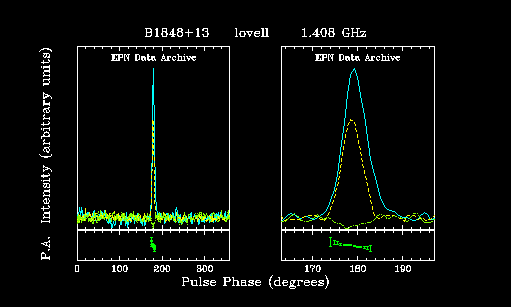 B1848+13 lovell 1.408 GHz
EPN Data Archive EPN Data Archive
P.A. Intensity (arbitrary units)
0 100 200 300 170 180 190
Pulse Phase (degrees)